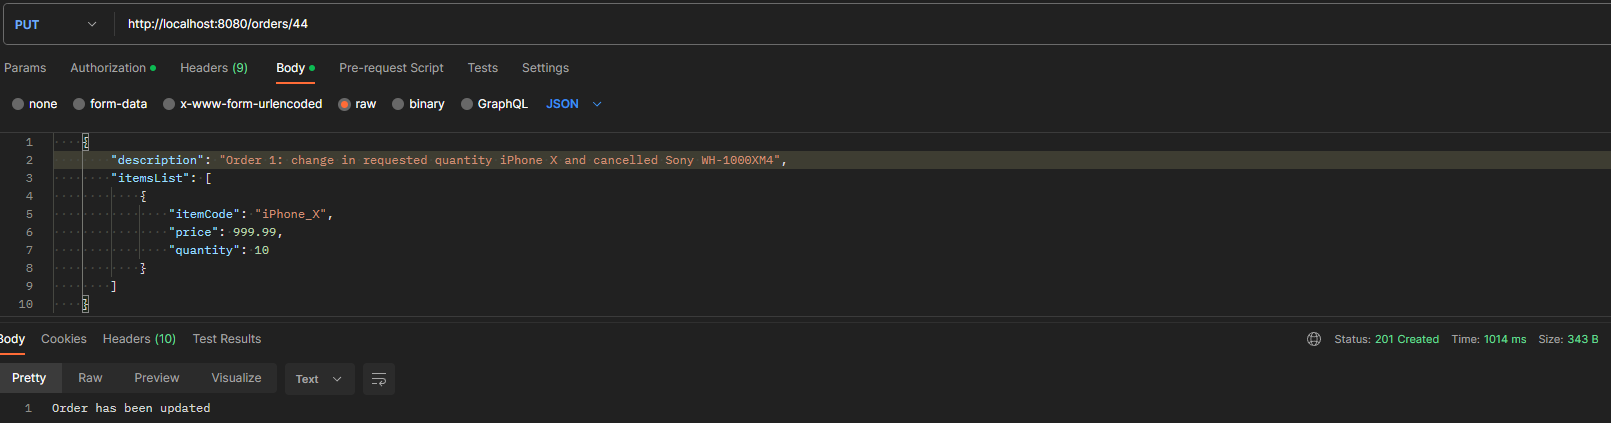 PUT http://localhost:8080/orders/44
Params Authorization Headers (9) Body Pre-request Script Tests Settings
none form-data x-www-form-urlencoded raw binary GraphQL JSON
1 {
2 "description": "Order 1: change in requested quantity iPhone X and cancelled Sony WH-1000XM4",
3 "itemsList": [
4 {
5 "itemCode": "iPhone_X",
6 "price": 999.99,
7 "quantity": 10
8 }
9 ]
10 }
Body Cookies Headers (10) Test Results Status: 201 Created Time: 1014 ms Size: 343 B
Pretty Raw Preview Visualize Text
1 Order has been updated